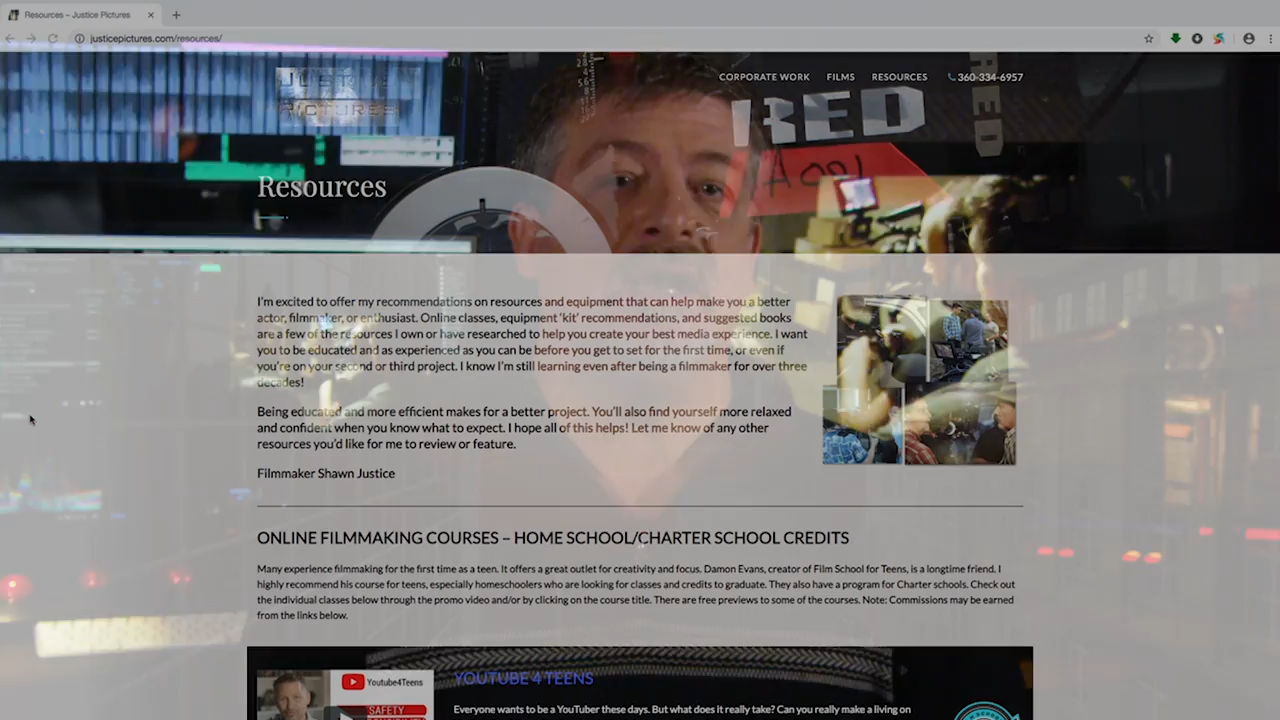 Resources – Justice Pictures
justicepictures.com/resources/
JUSTICE
PICTURES
CORPORATE WORK FILMS RESOURCES 360-334-6957
RED
RED
A001
Resources
I'm excited to offer my recommendations on resources and equipment that can help make you a better
actor, filmmaker, or enthusiast. Online classes, equipment 'kit' recommendations, and suggested books
are a few of the resources I own or have researched to help you create your best media experience. I want
you to be educated and as experienced as you can be before you get to set for the first time, or even if
you're on your second or third project. I know I'm still learning even after being a filmmaker for over three
decades!
Being educated and more efficient makes for a better project. You'll also find yourself more relaxed
and confident when you know what to expect. I hope all of this helps! Let me know of any other
resources you'd like for me to review or feature.
Filmmaker Shawn Justice
ONLINE FILMMAKING COURSES – HOME SCHOOL/CHARTER SCHOOL CREDITS
Many experience filmmaking for the first time as a teen. It offers a great outlet for creativity and focus. Damon Evans, creator of Film School for Teens, is a longtime friend. I
highly recommend his course for teens, especially homeschoolers who are looking for classes and credits to graduate. They also have a program for Charter schools. Check out
the individual classes below through the promo video and/or by clicking on the course title. There are free previews to some of the courses. Note: Commissions may be earned
from the links below.
Youtube4Teens
YOUTUBE 4 TEENS
SAFETY
Everyone wants to be a YouTuber these days. But what does it really take? Can you really make a living on